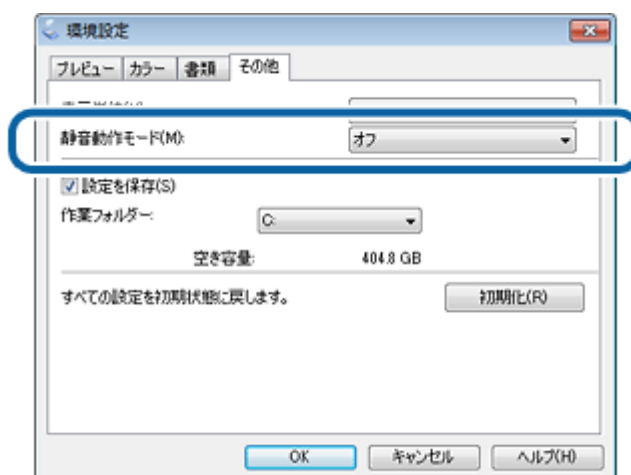 環境設定
プレビュー カラー 書類 その他
静音動作モード(M): オフ
設定を保存(S)
作業フォルダー: C:
空き容量: 404.8 GB
すべての設定を初期状態に戻します。 初期化(R)
OK キャンセル ヘルプ(H)